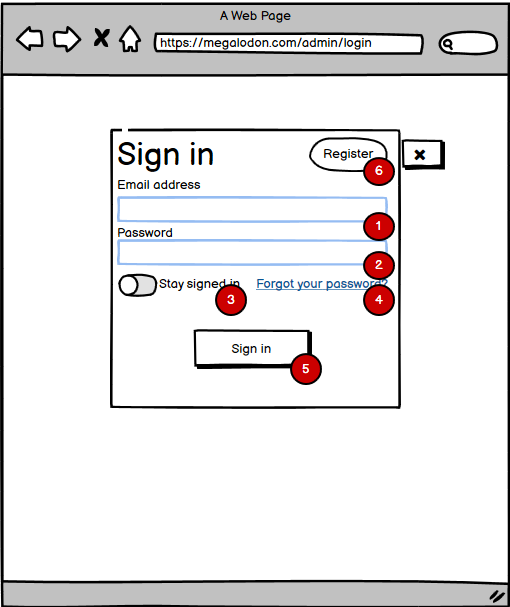 A Web Page
https://megalodon.com/admin/login
Sign in
Register
6
Email address
1
Password
2
Stay signed in
3
Forgot your password?
4
Sign in
5